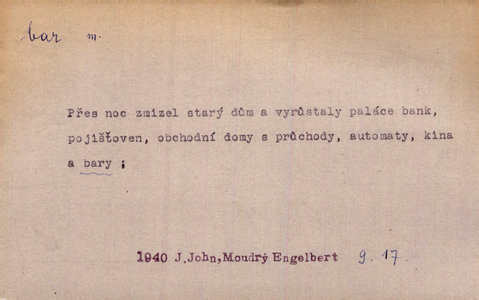 bar m.
Přes noc zmizel starý dům a vyrůstaly paláce bank,
pojišťoven, obchodní domy s průchody, automaty, kina
a bary ;
1940 J.John,Moudrý Engelbert 9. 17.